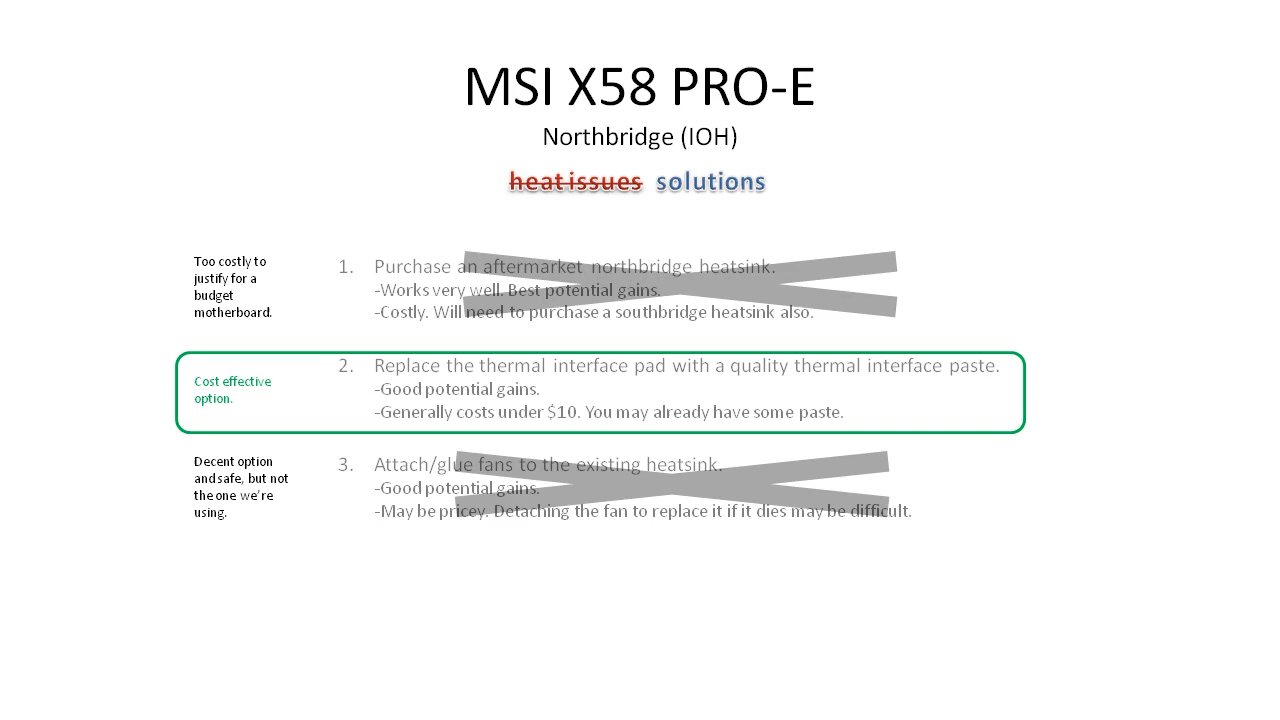 MSI X58 PRO-E
Northbridge (IOH)
heat issues solutions
Too costly to
justify for a
budget
motherboard.
1. Purchase an aftermarket northbridge heatsink.
-Works very well. Best potential gains.
-Costly. Will need to purchase a southbridge heatsink also.
Cost effective
option.
2. Replace the thermal interface pad with a quality thermal interface paste.
-Good potential gains.
-Generally costs under $10. You may already have some paste.
Decent option
and safe, but not
the one we're
using.
3. Attach/glue fans to the existing heatsink.
-Good potential gains.
-May be pricey. Detaching the fan to replace it if it dies may be difficult.